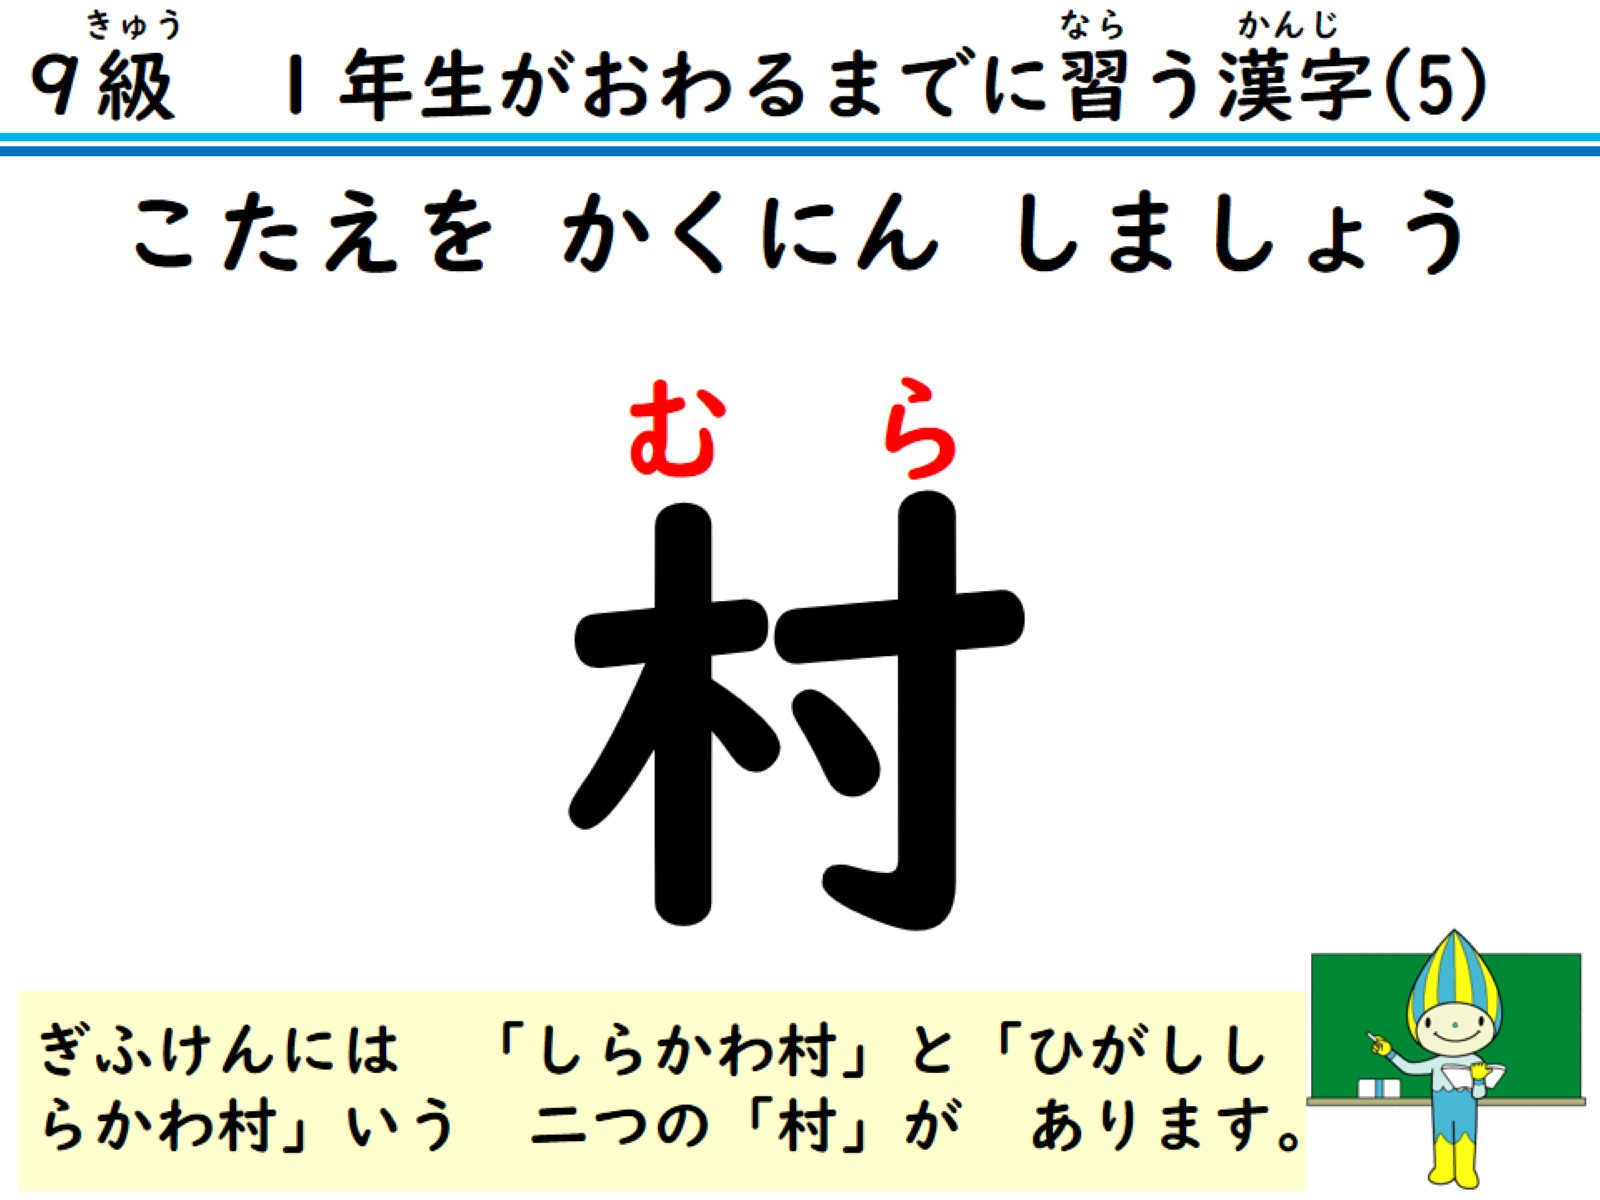 きゅう なら かんじ
９級　１年生がおわるまでに習う漢字(5)
こたえを かくにん しましょう
むら
村
ぎふけんには　「しらかわ村」と「ひがしし
らかわ村」いう　二つの「村」が　あります。